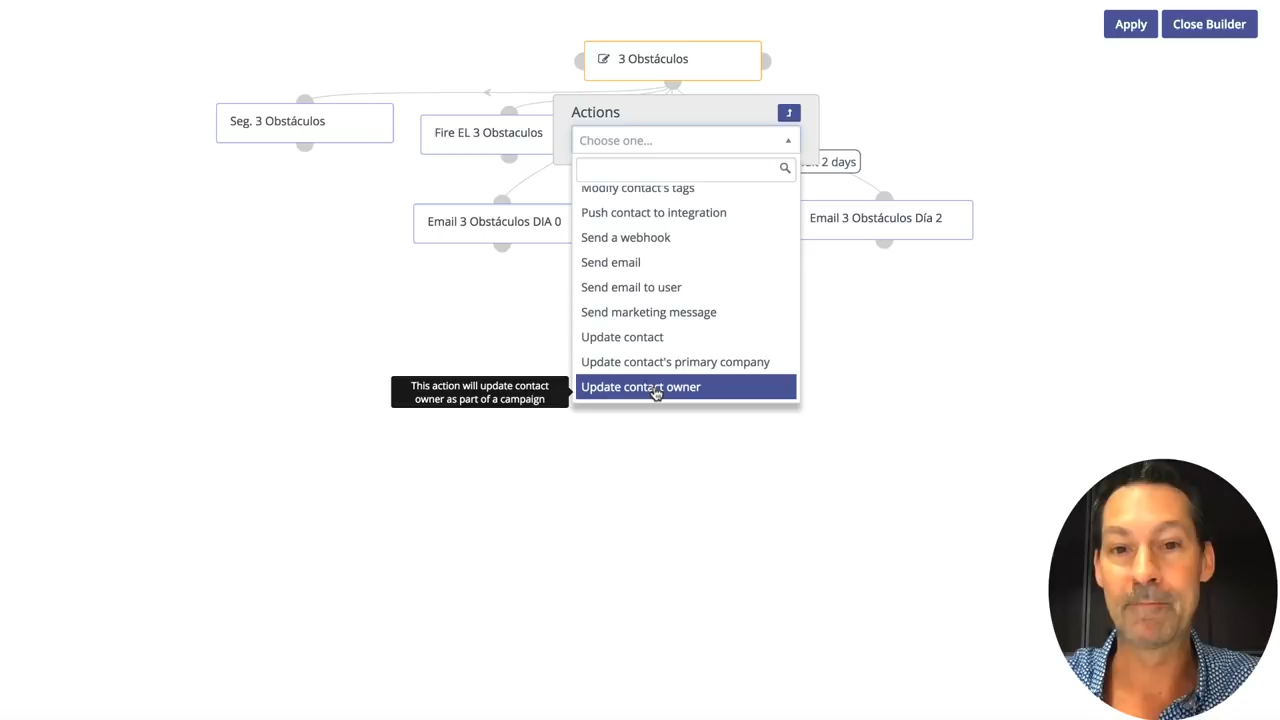 Apply
Close Builder
3 Obstáculos
Seg. 3 Obstáculos
Fire EL 3 Obstaculos
Actions
Choose one...
2 days
Modify contact's tags
Push contact to integration
Email 3 Obstáculos DIA 0
Email 3 Obstáculos Día 2
Send a webhook
Send email
Send email to user
Send marketing message
Update contact
Update contact's primary company
Update contact owner
This action will update contact
owner as part of a campaign